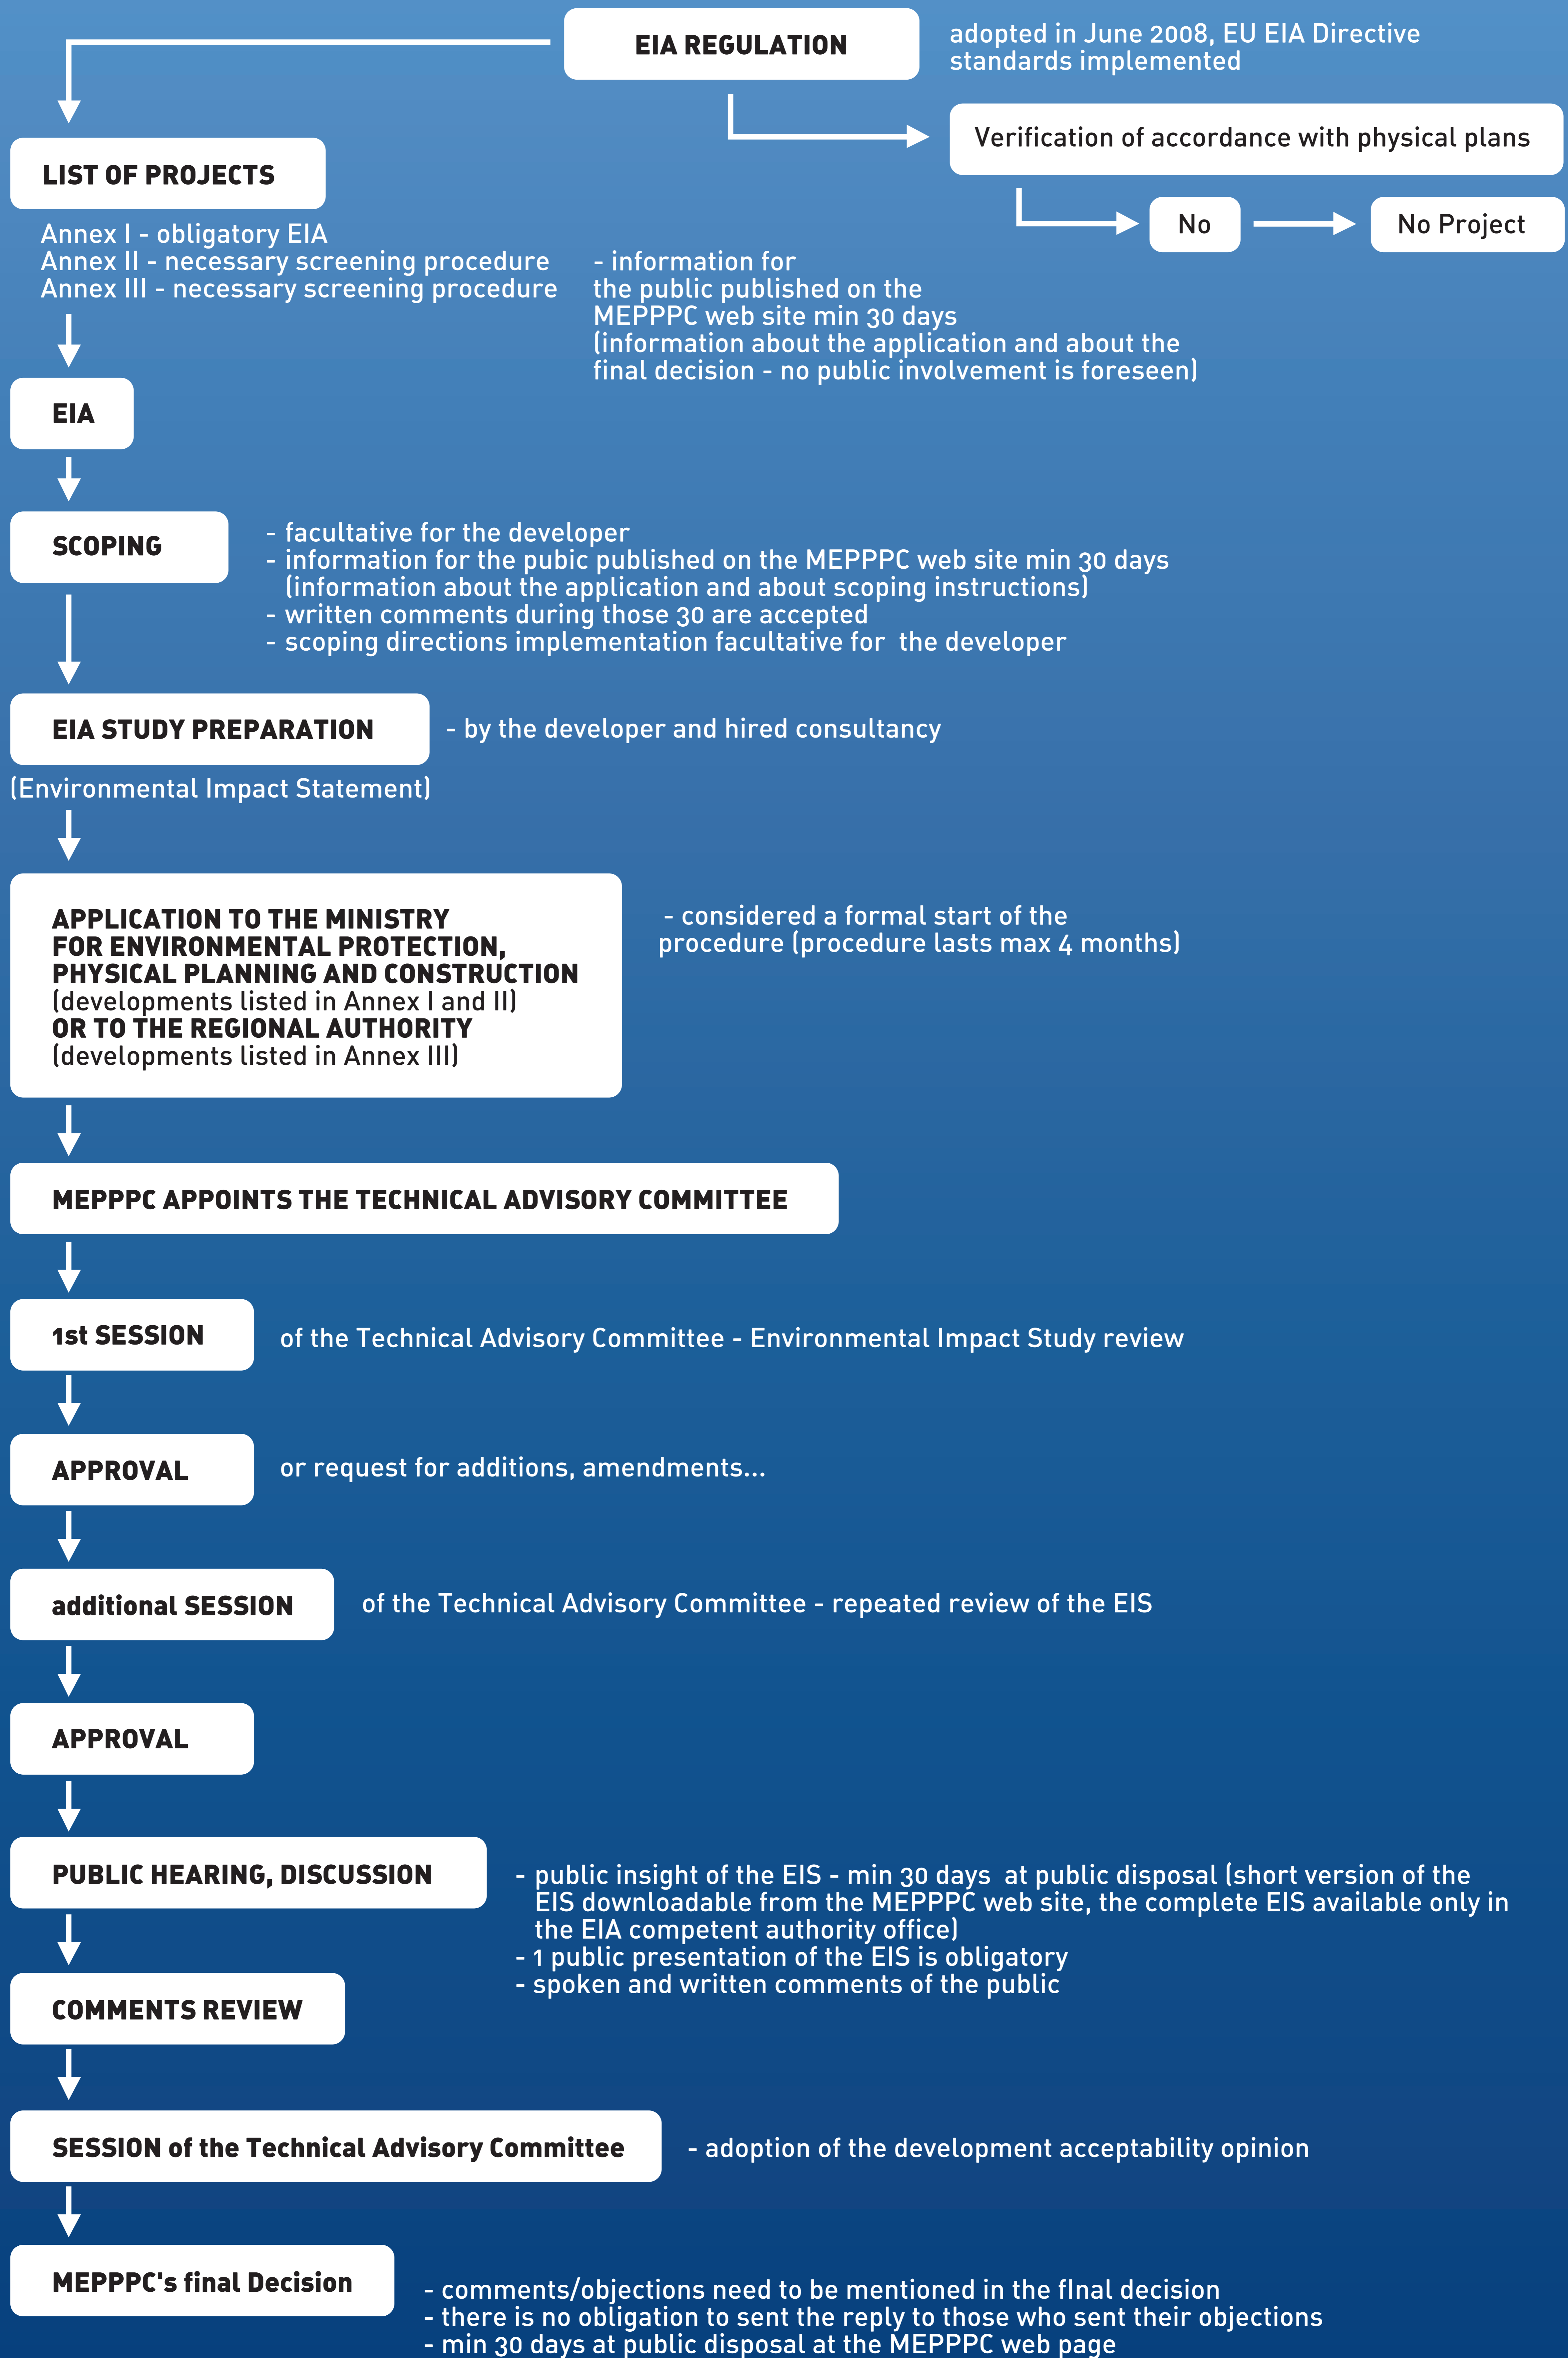 EIA REGULATION
adopted in June 2008, EU EIA Directive
standards implemented
Verification of accordance with physical plans
No
No Project
LIST OF PROJECTS
Annex I - obligatory EIA
Annex II - necessary screening procedure
Annex III - necessary screening procedure
- information for
the public published on the
MEPPPC web site min 30 days
(information about the application and about the
final decision - no public involvement is foreseen)
EIA
SCOPING
- facultative for the developer
- information for the pubic published on the MEPPPC web site min 30 days
(information about the application and about scoping instructions)
- written comments during those 30 are accepted
- scoping directions implementation facultative for the developer
EIA STUDY PREPARATION
- by the developer and hired consultancy
(Environmental Impact Statement)
APPLICATION TO THE MINISTRY
FOR ENVIRONMENTAL PROTECTION,
PHYSICAL PLANNING AND CONSTRUCTION
(developments listed in Annex I and II)
OR TO THE REGIONAL AUTHORITY
(developments listed in Annex III)
- considered a formal start of the
procedure (procedure lasts max 4 months)
MEPPPC APPOINTS THE TECHNICAL ADVISORY COMMITTEE
1st SESSION
of the Technical Advisory Committee - Environmental Impact Study review
APPROVAL
or request for additions, amendments...
additional SESSION
of the Technical Advisory Committee - repeated review of the EIS
APPROVAL
PUBLIC HEARING, DISCUSSION
- public insight of the EIS - min 30 days at public disposal (short version of the
EIS downloadable from the MEPPPC web site, the complete EIS available only in
the EIA competent authority office)
- 1 public presentation of the EIS is obligatory
- spoken and written comments of the public
COMMENTS REVIEW
SESSION of the Technical Advisory Committee
- adoption of the development acceptability opinion
MEPPPC's final Decision
- comments/objections need to be mentioned in the fInal decision
- there is no obligation to sent the reply to those who sent their objections
- min 30 days at public disposal at the MEPPPC web page